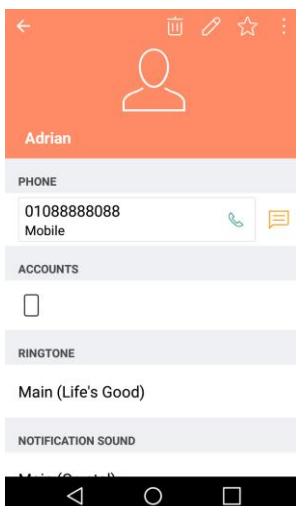 Adrian
PHONE
01088888088
Mobile
ACCOUNTS
RINGTONE
Main (Life's Good)
NOTIFICATION SOUND